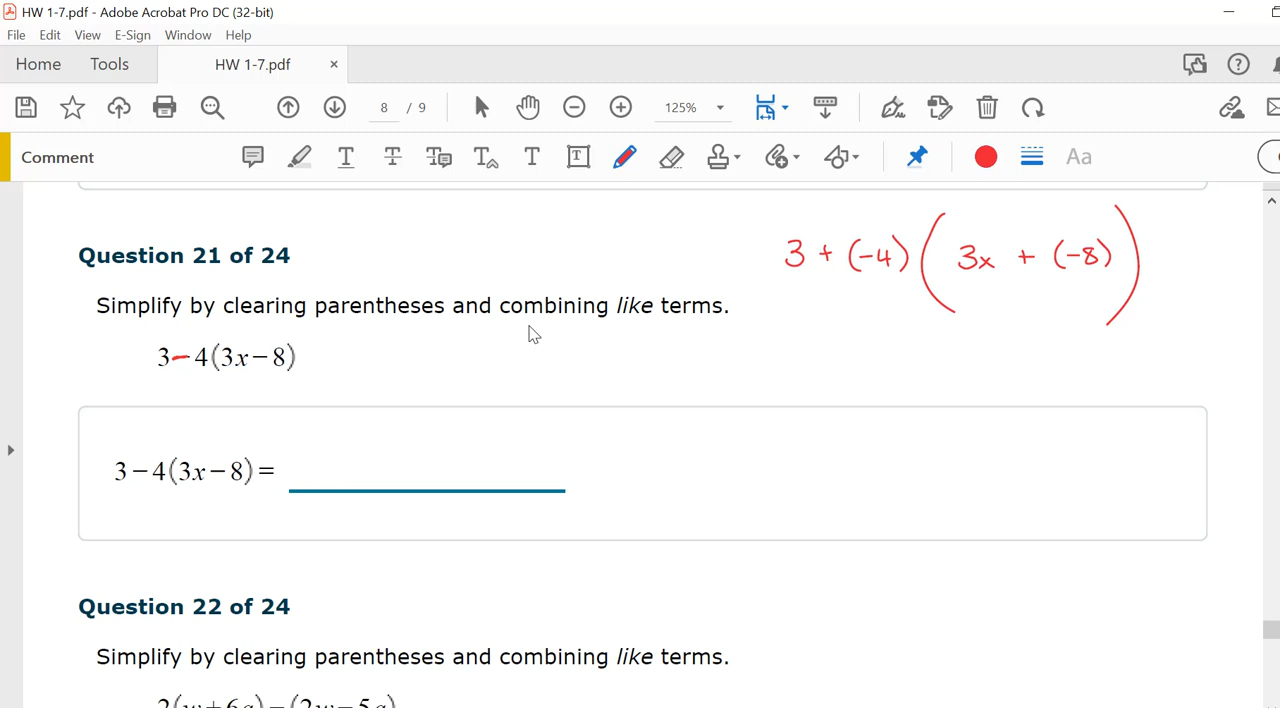 HW 1-7.pdf - Adobe Acrobat Pro DC (32-bit)
File Edit View E-Sign Window Help
Home Tools HW 1-7.pdf ×
8 / 9 125%
Comment Aa
Question 21 of 24
3 + (-4) ( 3x + (-8) )
Simplify by clearing parentheses and combining like terms.
3 - 4(3x - 8)
3 - 4(3x - 8) =
Question 22 of 24
Simplify by clearing parentheses and combining like terms.